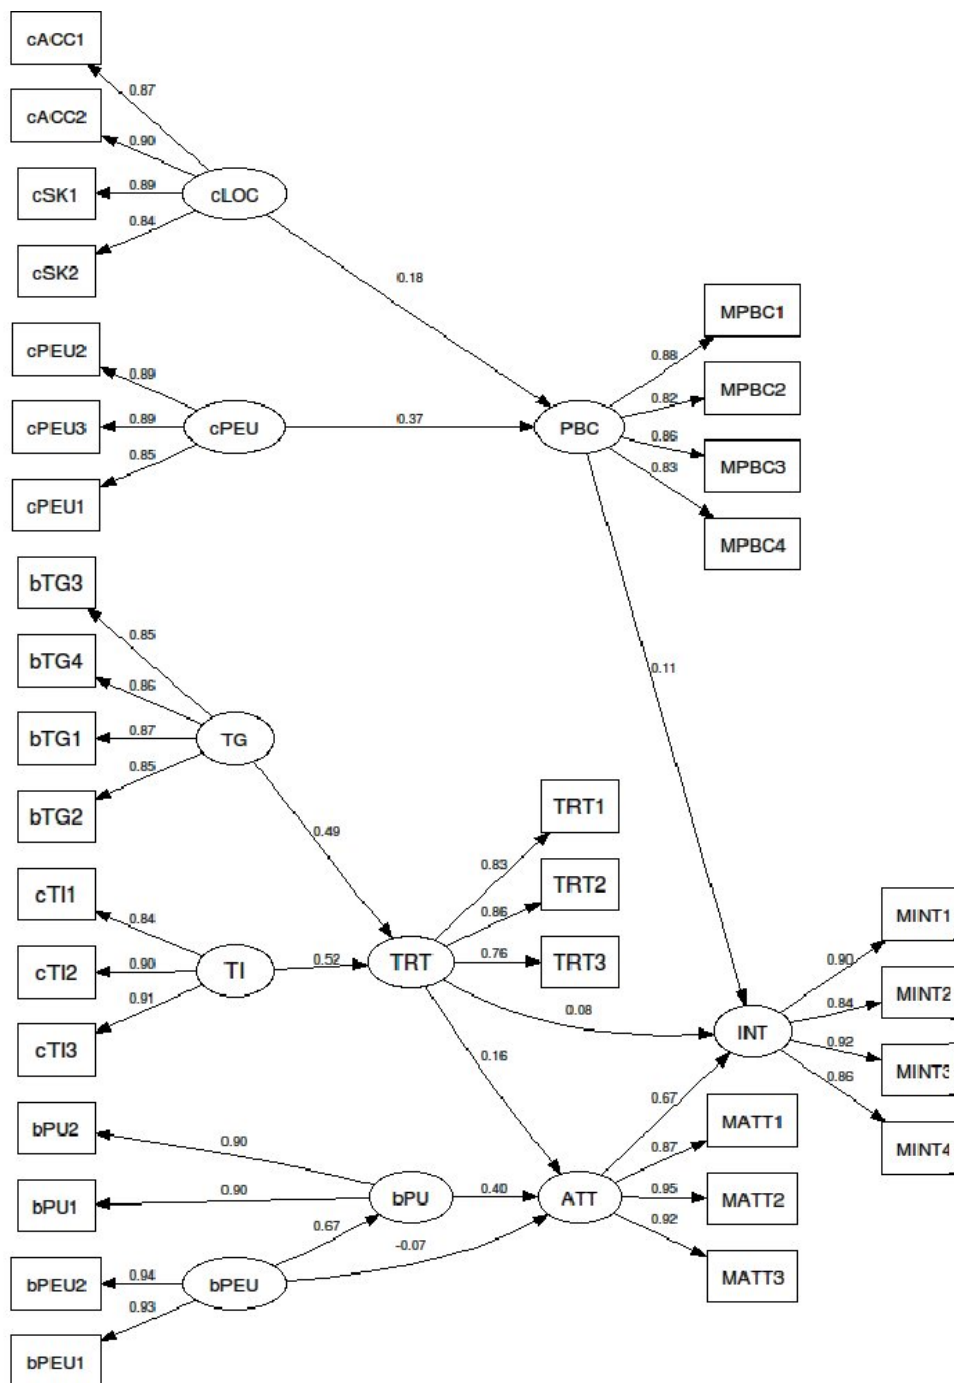 cACC1
0.87
cACC2
0.90
cSK1
0.89
cLOC
0.84
cSK2
0.18
MPBC1
cPEU2
0.88
0.89
MPBC2
0.82
cPEU3
0.89
cPEU
0.37
PBC
0.86
MPBC3
0.85
0.83
cPEU1
MPBC4
bTG3
0.85
bTG4
0.11
0.86
bTG1
0.87
TG
0.85
bTG2
TRT1
0.49
0.83
cTI1
TRT2
0.84
0.86
MINT1
cTI2
0.90
TI
0.52
TRT
0.76
TRT3
0.90
0.91
MINT2
0.84
cTI3
0.08
INT
0.92
0.16
MINT3
0.86
bPU2
0.67
MATT1
0.90
0.87
MINT4
bPU1
0.90
bPU
0.40
ATT
0.95
MATT2
0.67
0.92
-0.07
bPEU2
0.94
bPEU
MATT3
0.93
bPEU1